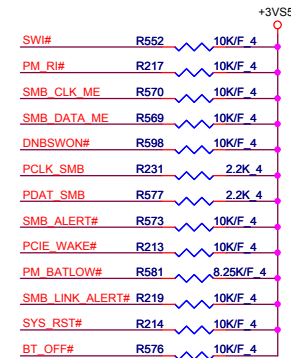 +3VS5
SWI# R552 10K/F_4
PM_RI# R217 10K/F_4
SMB_CLK_ME R570 10K/F_4
SMB_DATA_ME R569 10K/F_4
DNBSWON# R598 10K/F_4
PCLK_SMB R231 2.2K_4
PDAT_SMB R577 2.2K_4
SMB_ALERT# R573 10K/F_4
PCIE_WAKE# R213 10K/F_4
PM_BATLOW# R581 8.25K/F_4
SMB_LINK_ALERT# R219 10K/F_4
SYS_RST# R214 10K/F_4
BT_OFF# R576 10K/F_4